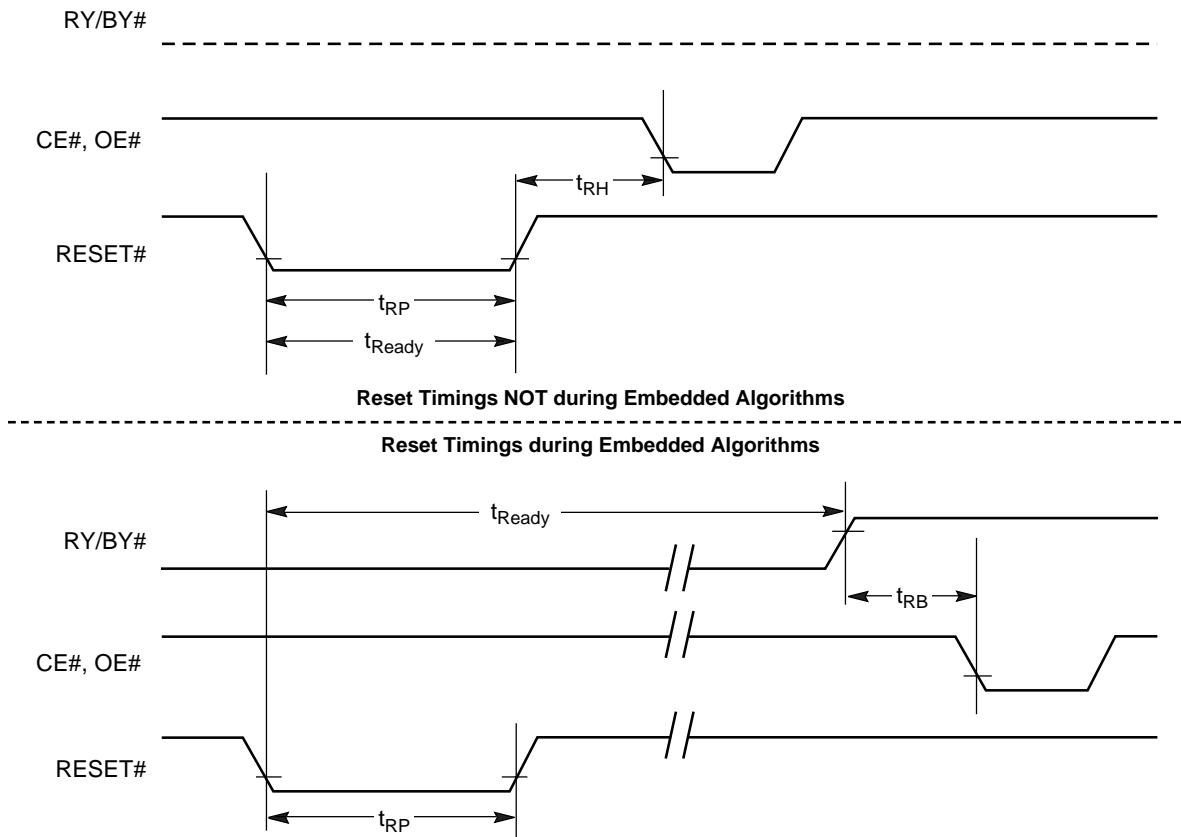 RY/BY#
CE#, OE#
tRH
RESET#
tRP
tReady
Reset Timings NOT during Embedded Algorithms
Reset Timings during Embedded Algorithms
tReady
RY/BY#
tRB
CE#, OE#
RESET#
tRP